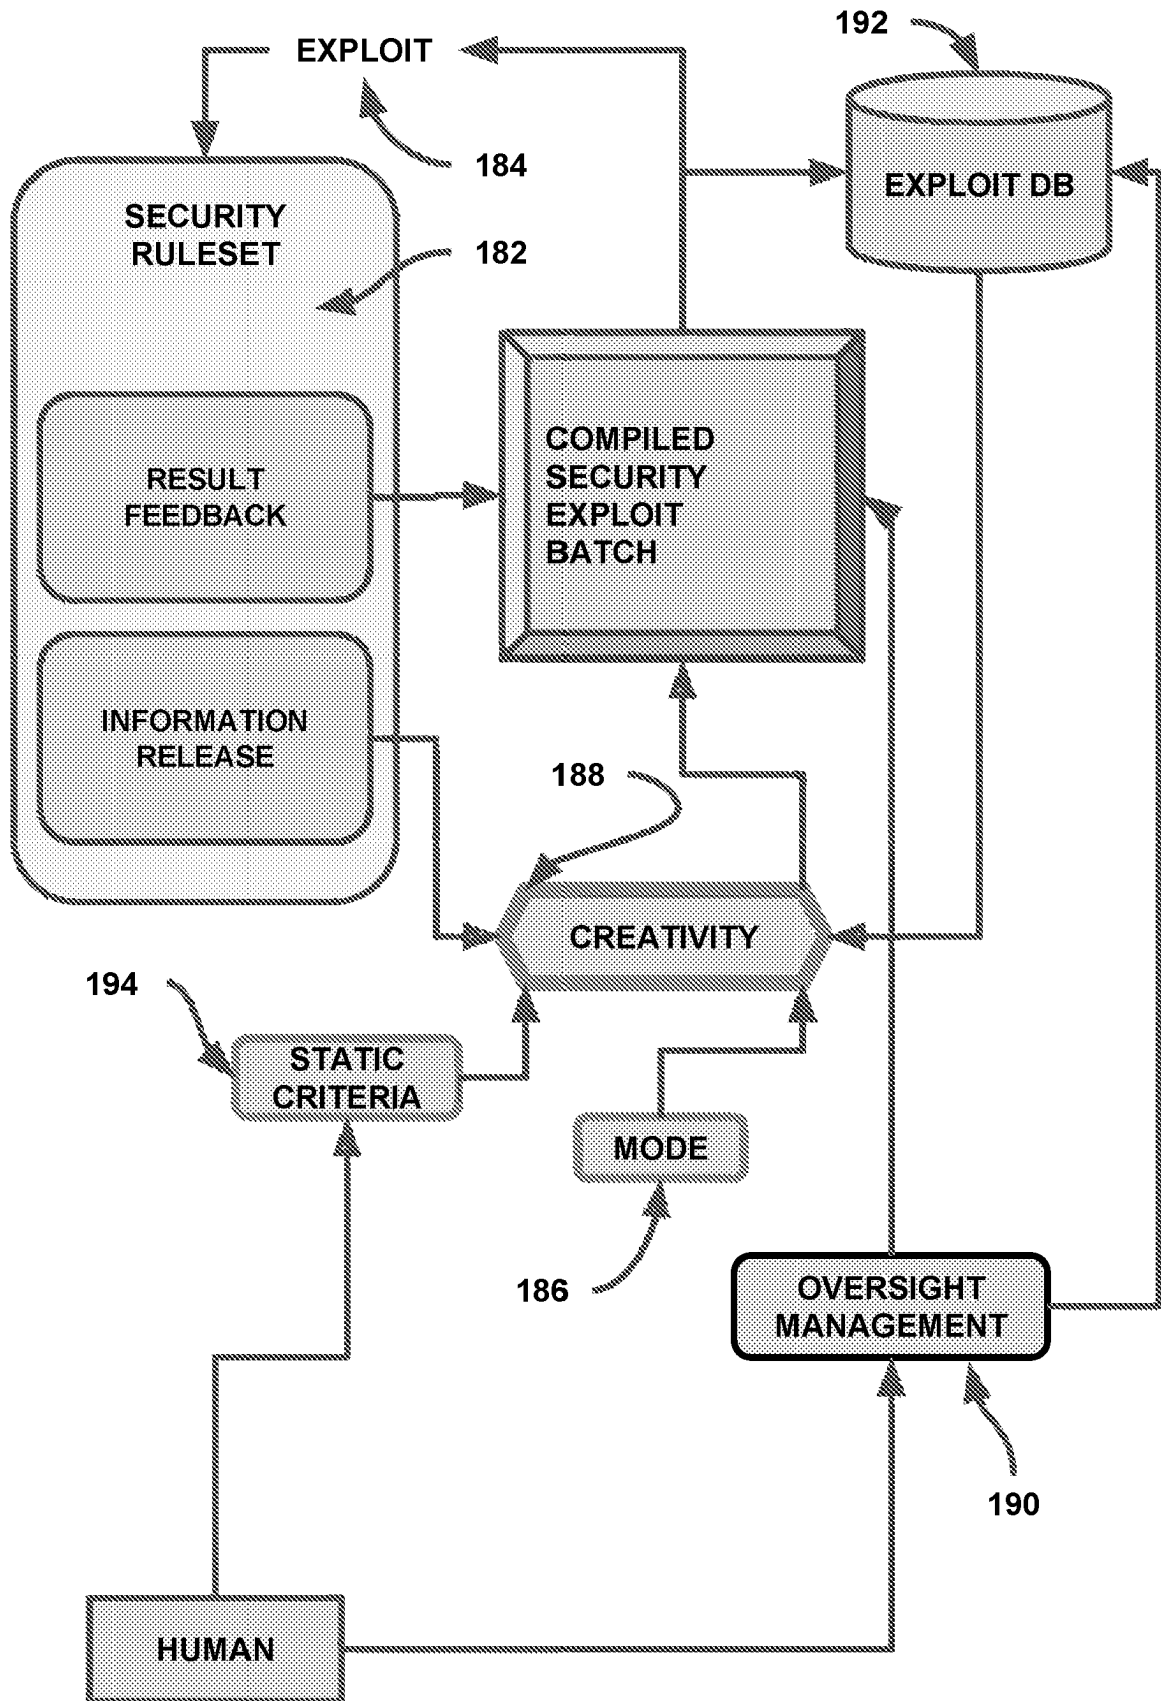 192
EXPLOIT
184
EXPLOIT DB
SECURITY
RULESET
182
COMPILED
SECURITY
EXPLOIT
BATCH
RESULT
FEEDBACK
INFORMATION
RELEASE
188
CREATIVITY
194
STATIC
CRITERIA
MODE
186
OVERSIGHT
MANAGEMENT
190
HUMAN